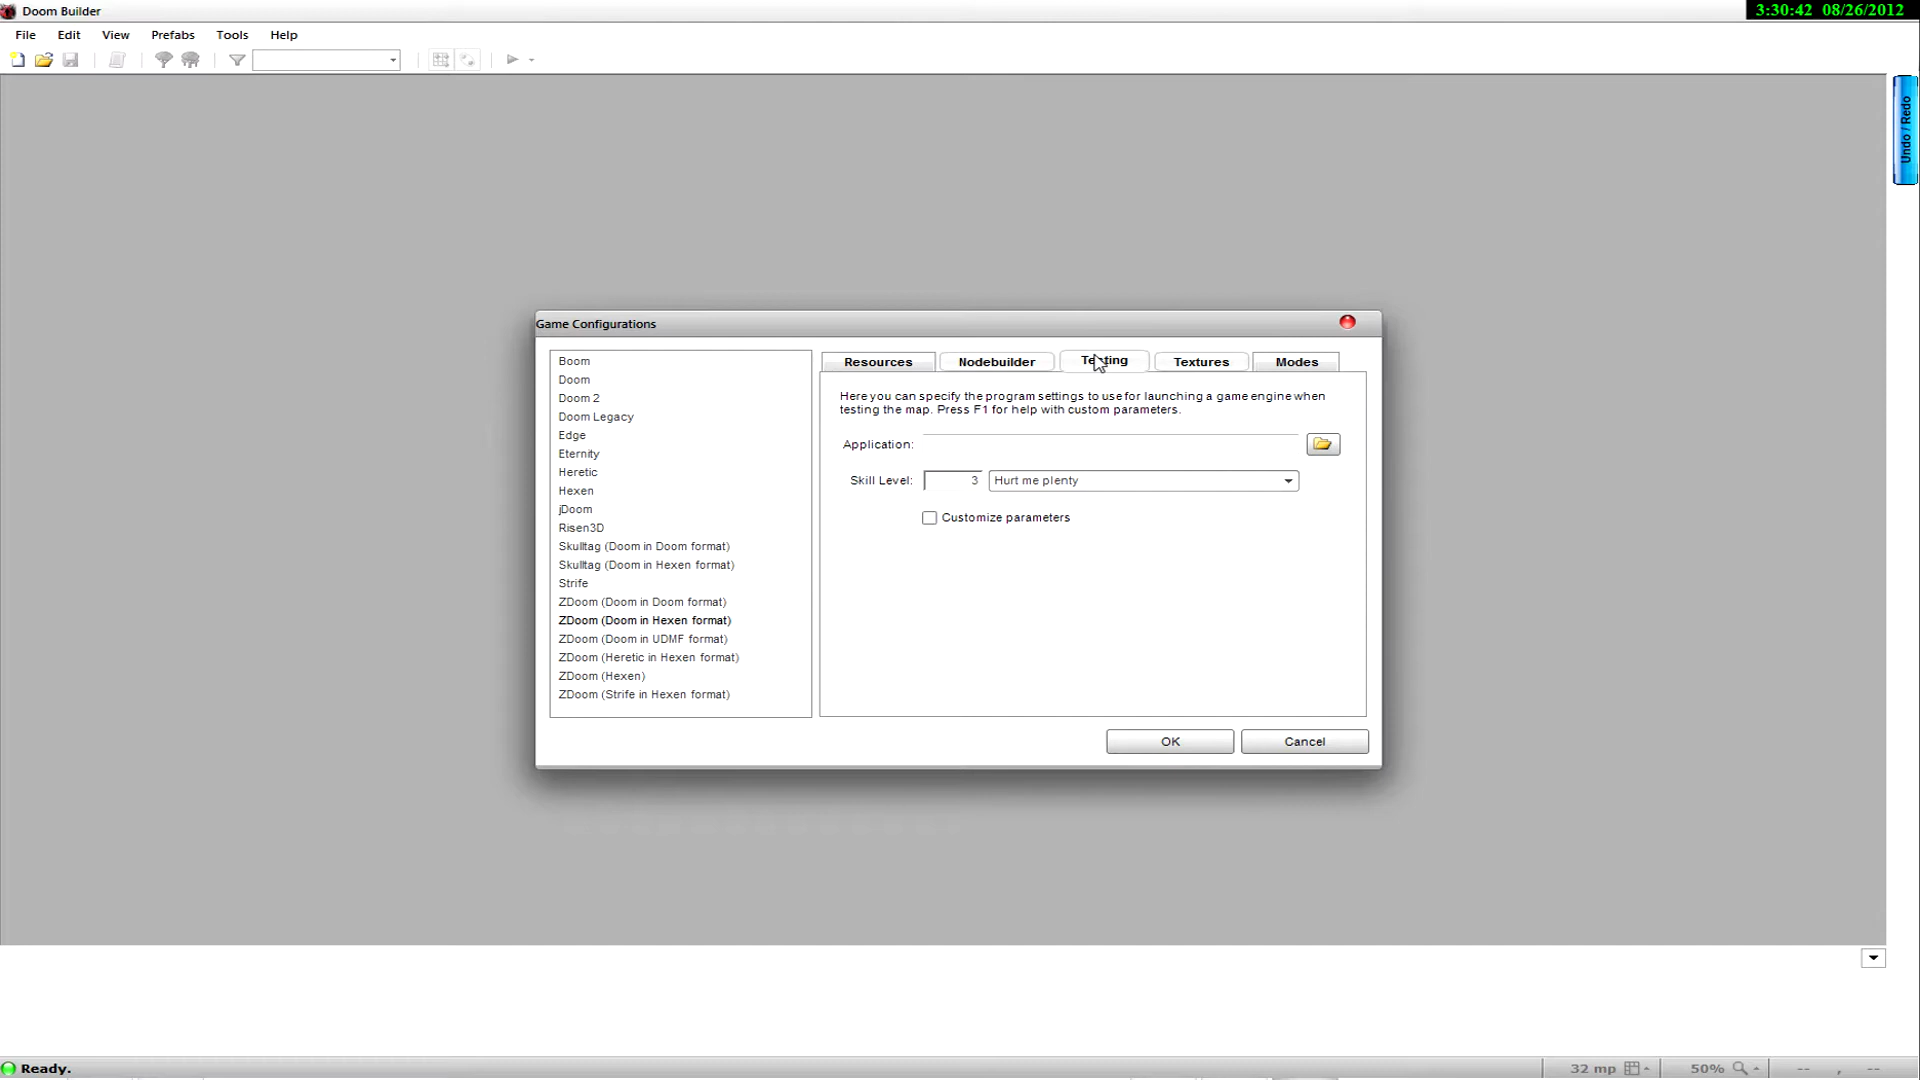 Doom Builder
3:30:42 08/26/2012
File Edit View Prefabs Tools Help
Undo / Redo
Game Configurations
Boom
Doom
Doom 2
Doom Legacy
Edge
Eternity
Heretic
Hexen
jDoom
Risen3D
Skulltag (Doom in Doom format)
Skulltag (Doom in Hexen format)
Strife
ZDoom (Doom in Doom format)
ZDoom (Doom in Hexen format)
ZDoom (Doom in UDMF format)
ZDoom (Heretic in Hexen format)
ZDoom (Hexen)
ZDoom (Strife in Hexen format)
Resources Nodebuilder Testing Textures Modes
Here you can specify the program settings to use for launching a game engine when
testing the map. Press F1 for help with custom parameters.
Application:
Skill Level: 3 Hurt me plenty
Customize parameters
OK Cancel
Ready.
32 mp 50% -- , --